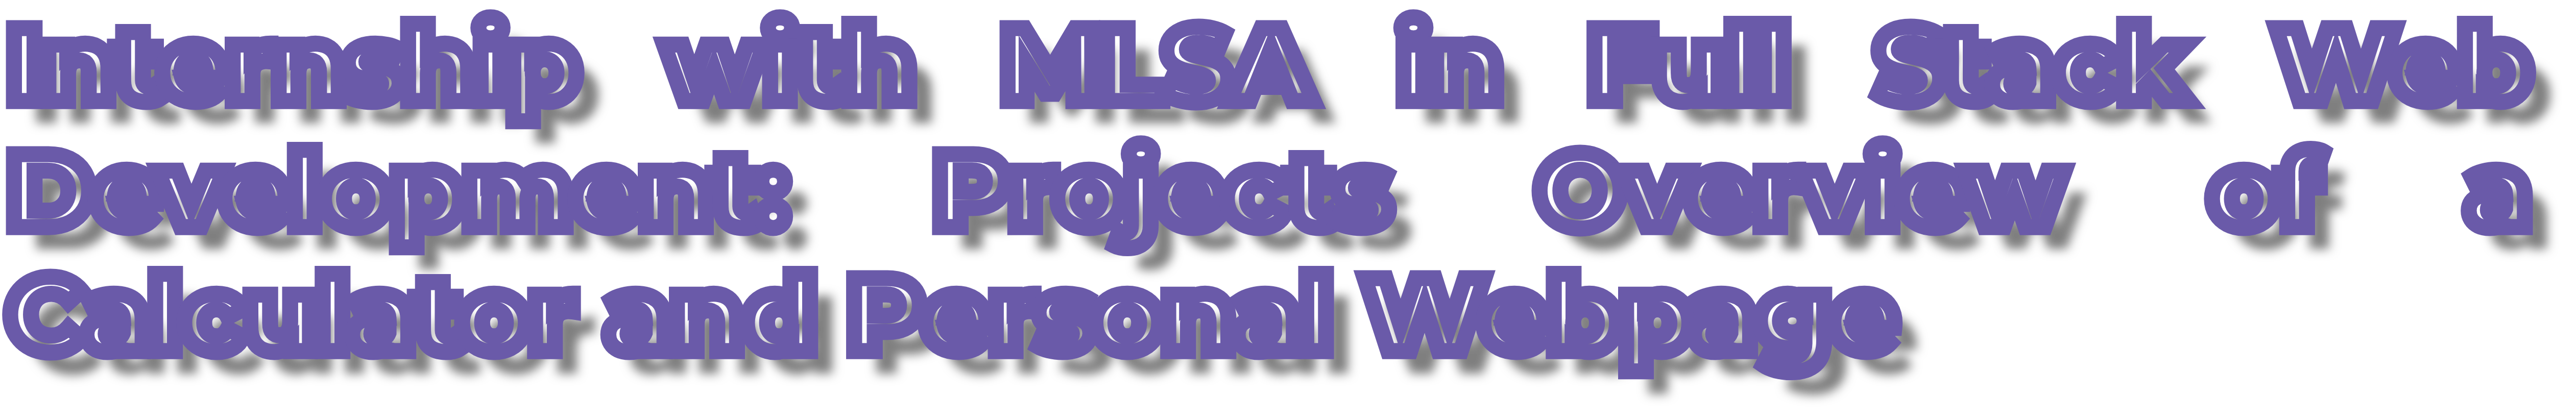 Internship with MLSA in Full Stack Web
Development: Projects Overview of a
Calculator and Personal Webpage